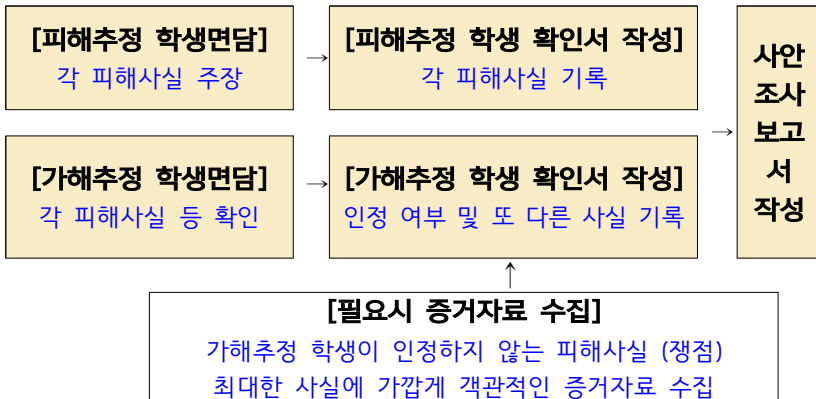 [피해추정 학생면담]
각 피해사실 주장
→
[피해추정 학생 확인서 작성]
각 피해사실 기록
[가해추정 학생면담]
각 피해사실 등 확인
→
[가해추정 학생 확인서 작성]
인정 여부 및 또 다른 사실 기록
→
사안
조사
보고
서
작성
↑
[필요시 증거자료 수집]
가해추정 학생이 인정하지 않는 피해사실 (쟁점)
최대한 사실에 가깝게 객관적인 증거자료 수집